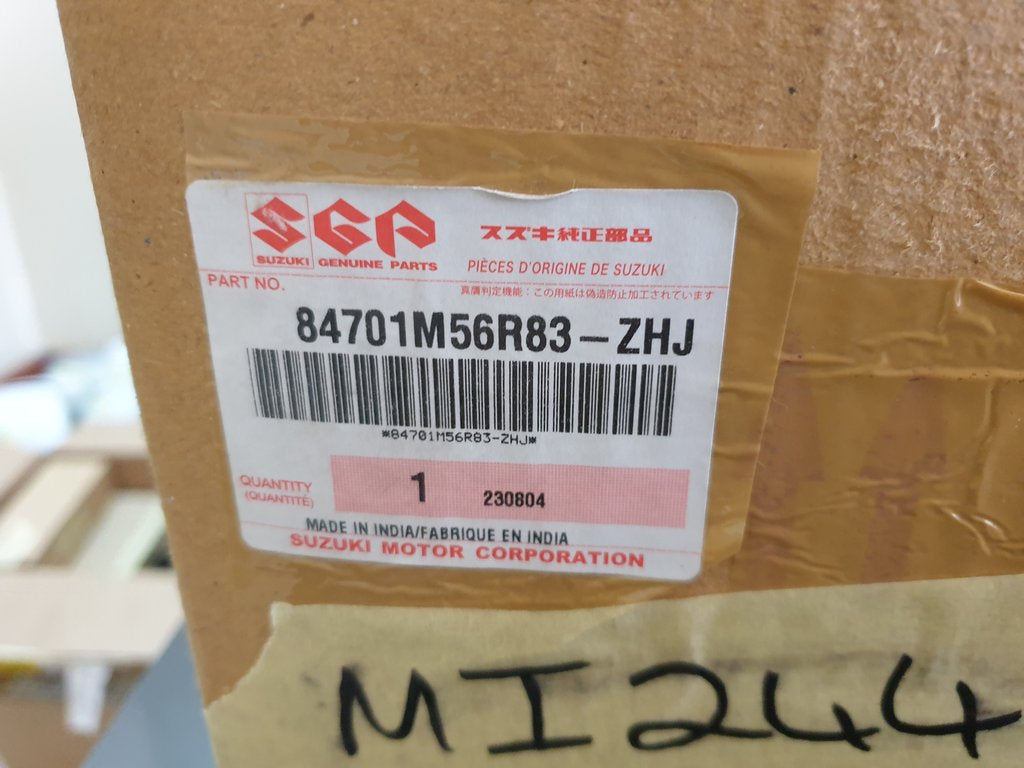 SGP
スズキ純正部品
SUZUKI GENUINE PARTS
PIÈCES D'ORIGINE DE SUZUKI
PART NO.
真贋判定機能：この用紙は偽造防止加工されています
84701M56R83-ZHJ
*84701M56R83-ZHJ*
QUANTITY
(QUANTITÉ)
1 230804
MADE IN INDIA/FABRIQUE EN INDIA
SUZUKI MOTOR CORPORATION
MI244